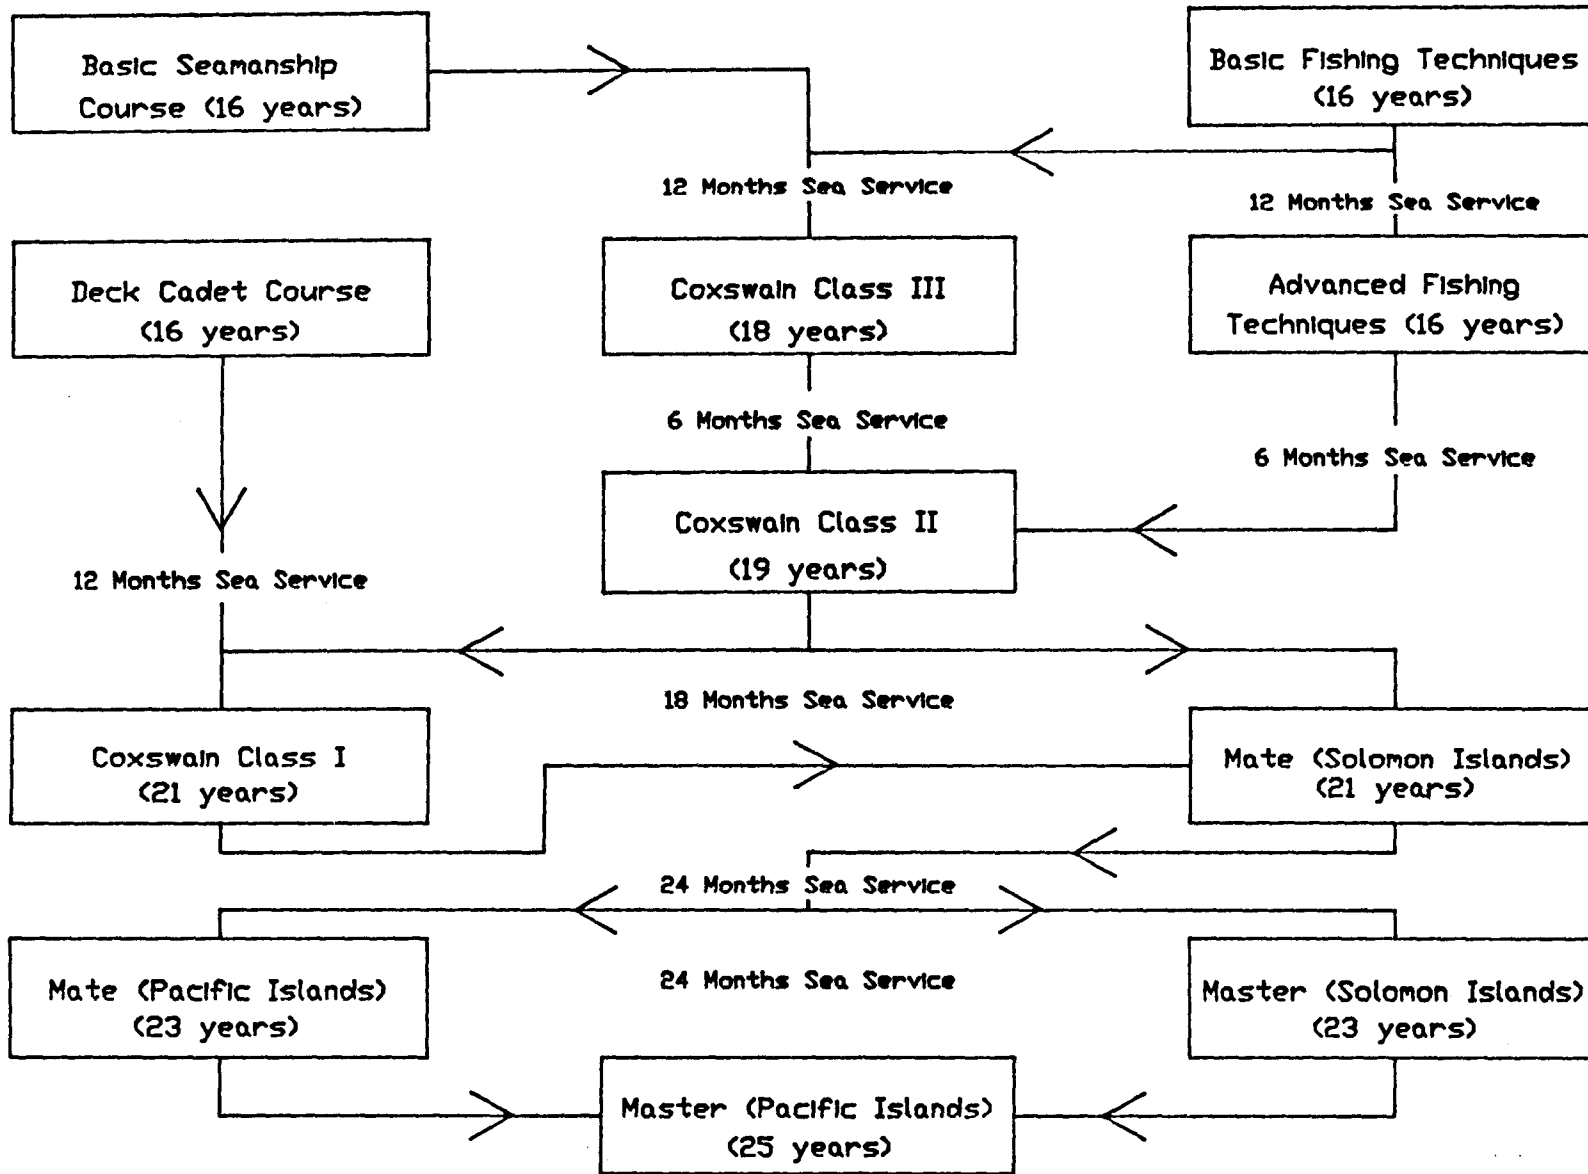 Basic Seamanship
Course (16 years)
Basic Fishing Techniques
(16 years)
12 Months Sea Service
12 Months Sea Service
Deck Cadet Course
(16 years)
Coxswain Class III
(18 years)
Advanced Fishing
Techniques (16 years)
6 Months Sea Service
6 Months Sea Service
Coxswain Class II
(19 years)
12 Months Sea Service
18 Months Sea Service
Coxswain Class I
(21 years)
Mate (Solomon Islands)
(21 years)
24 Months Sea Service
Mate (Pacific Islands)
(23 years)
24 Months Sea Service
Master (Solomon Islands)
(23 years)
Master (Pacific Islands)
(25 years)